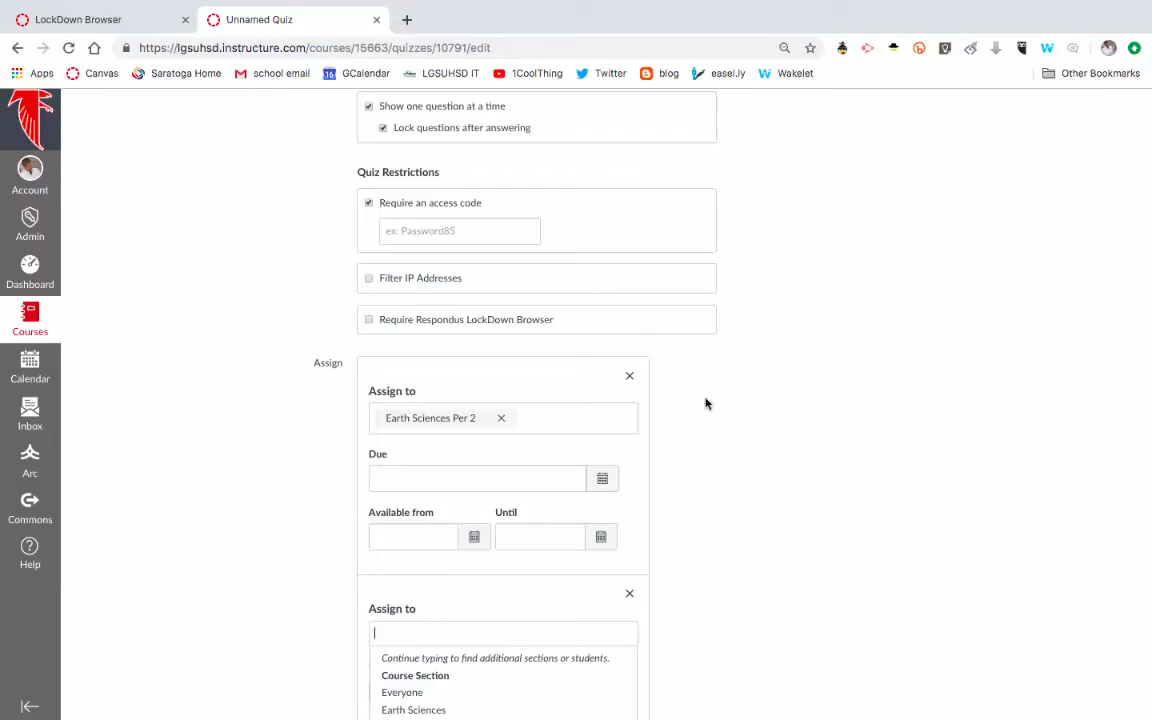 LockDown Browser
Unnamed Quiz
https://lgsuhsd.instructure.com/courses/15663/quizzes/10791/edit
Apps Canvas Saratoga Home school email 16 GCalendar LGSUHSD IT 1CoolThing Twitter blog easel.ly Wakelet Other Bookmarks
Account
Admin
Dashboard
Courses
Calendar
Inbox
Arc
Commons
Help
Show one question at a time
Lock questions after answering
Quiz Restrictions
Require an access code
ex: Password85
Filter IP Addresses
Require Respondus LockDown Browser
Assign
Assign to
Earth Sciences Per 2
Due
Available from Until
Assign to
Continue typing to find additional sections or students.
Course Section
Everyone
Earth Sciences